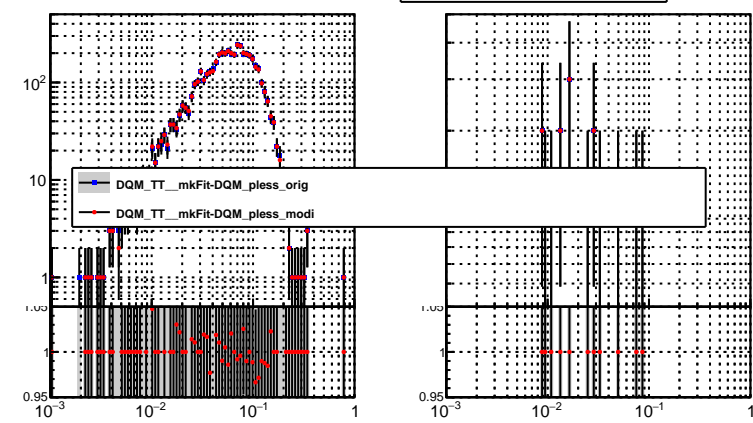 10²
10
1
DQM_TT__mkFit-DQM_pless_orig
DQM_TT__mkFit-DQM_pless_modi
1.05 1.05
1 1
0.95 0.95
10⁻³ 10⁻² 10⁻¹ 1 10⁻³ 10⁻² 10⁻¹ 1